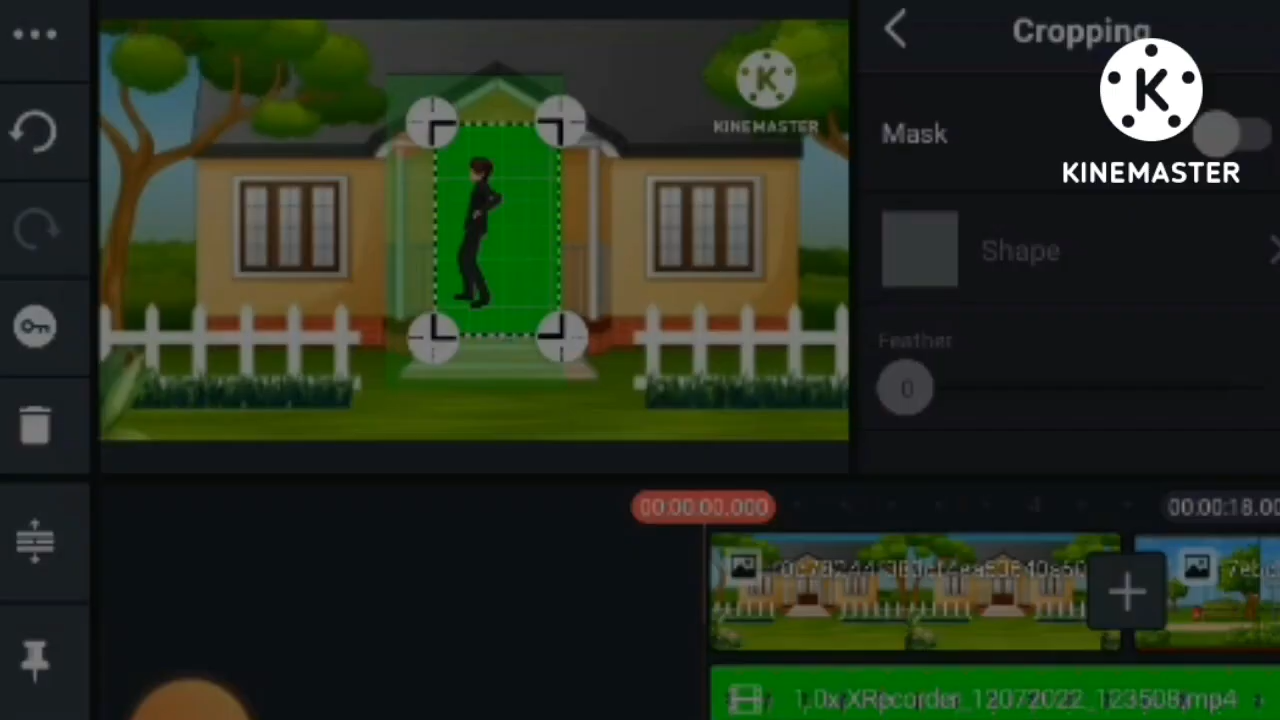 Cropping
KINEMASTER
Mask
KINEMASTER
Shape
Feather
0
00:00:00.000
4
00:00:18.00
1.0x XRecorder_12072022_123508.mp4